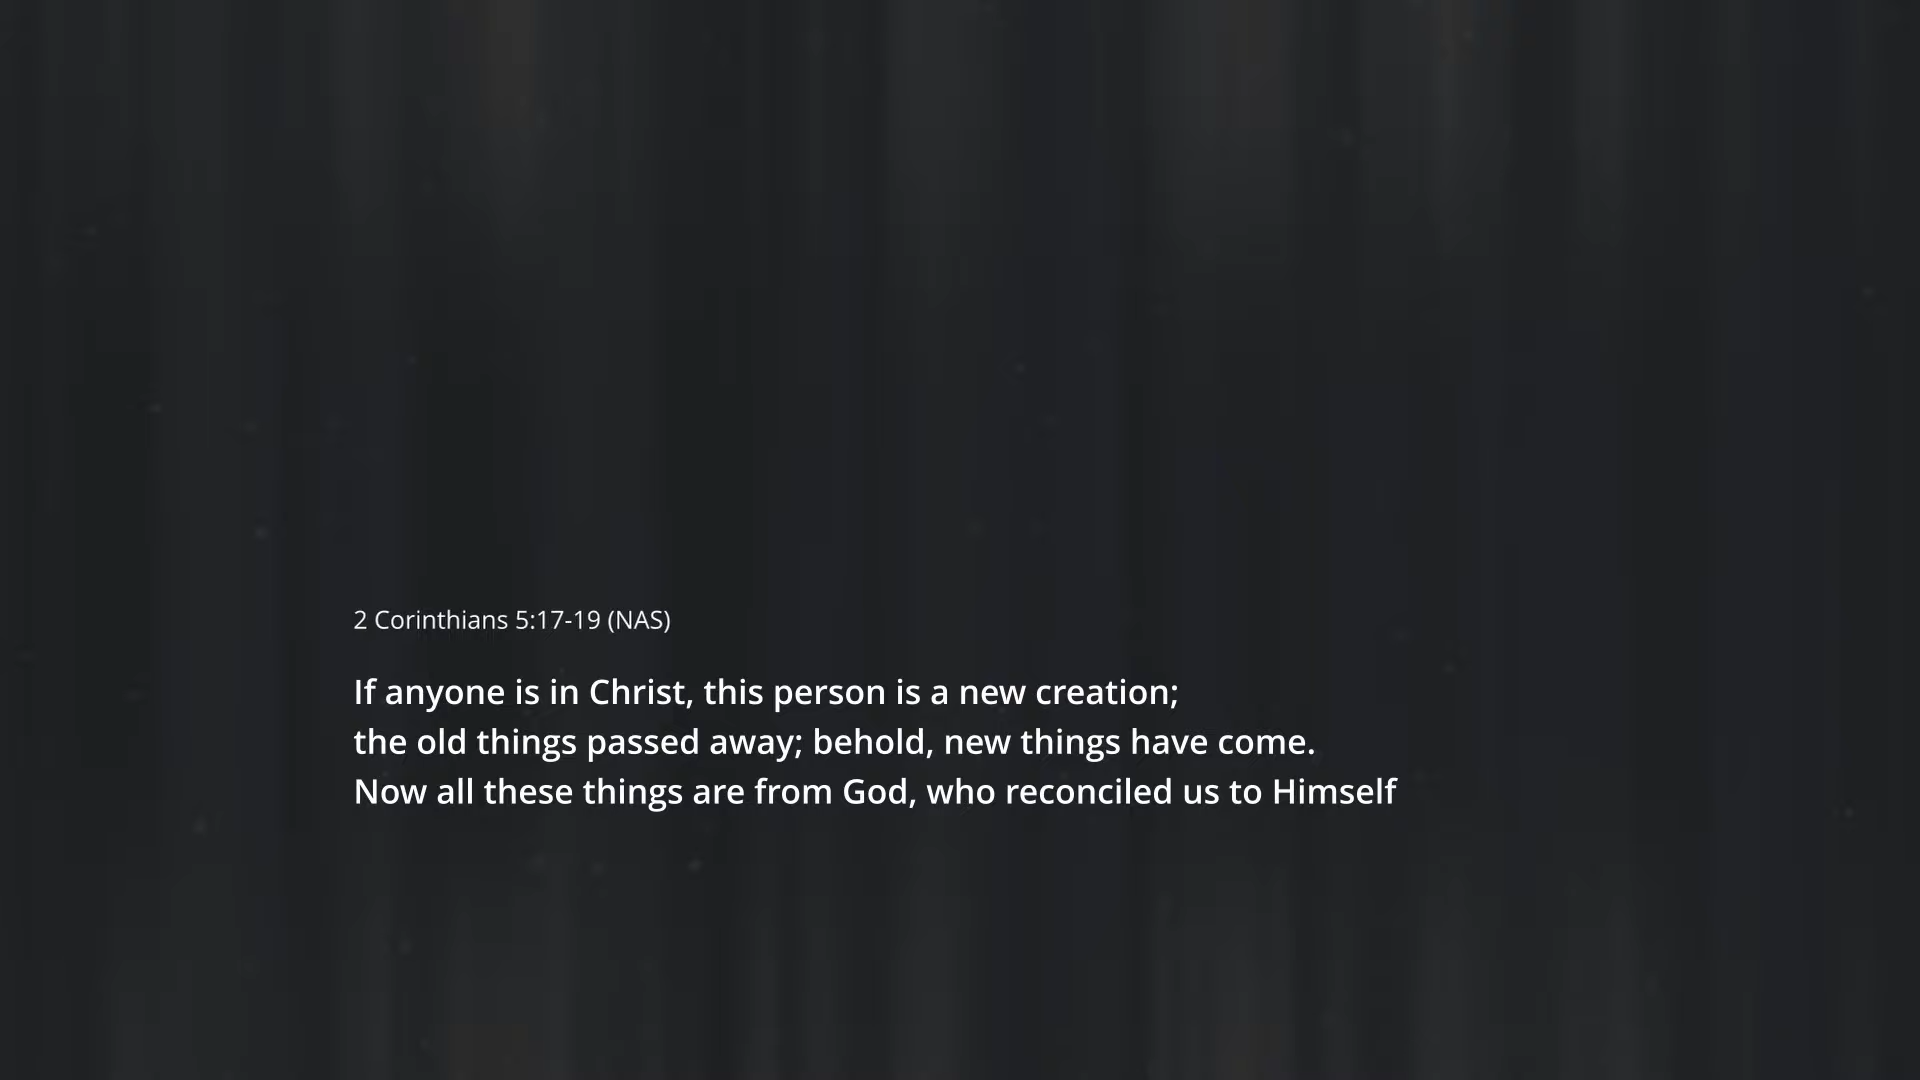 2 Corinthians 5:17-19 (NAS)
If anyone is in Christ, this person is a new creation;
the old things passed away; behold, new things have come.
Now all these things are from God, who reconciled us to Himself